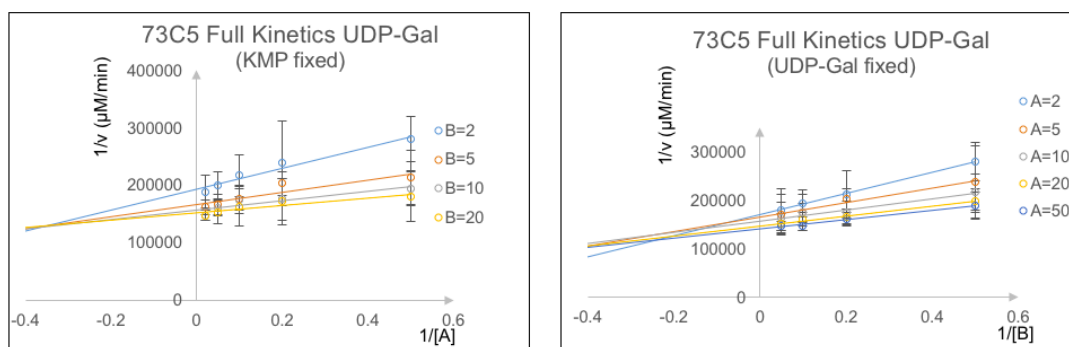 73C5 Full Kinetics UDP-Gal
(KMP fixed)
1/v (µM/min)
400000
300000
200000
100000
0
-0.4
-0.2
0
0.2
0.4
0.6
1/[A]
B=2
B=5
B=10
B=20
73C5 Full Kinetics UDP-Gal
(UDP-Gal fixed)
1/v (µM/min)
300000
200000
100000
0
-0.4
-0.2
0
0.2
0.4
0.6
1/[B]
A=2
A=5
A=10
A=20
A=50